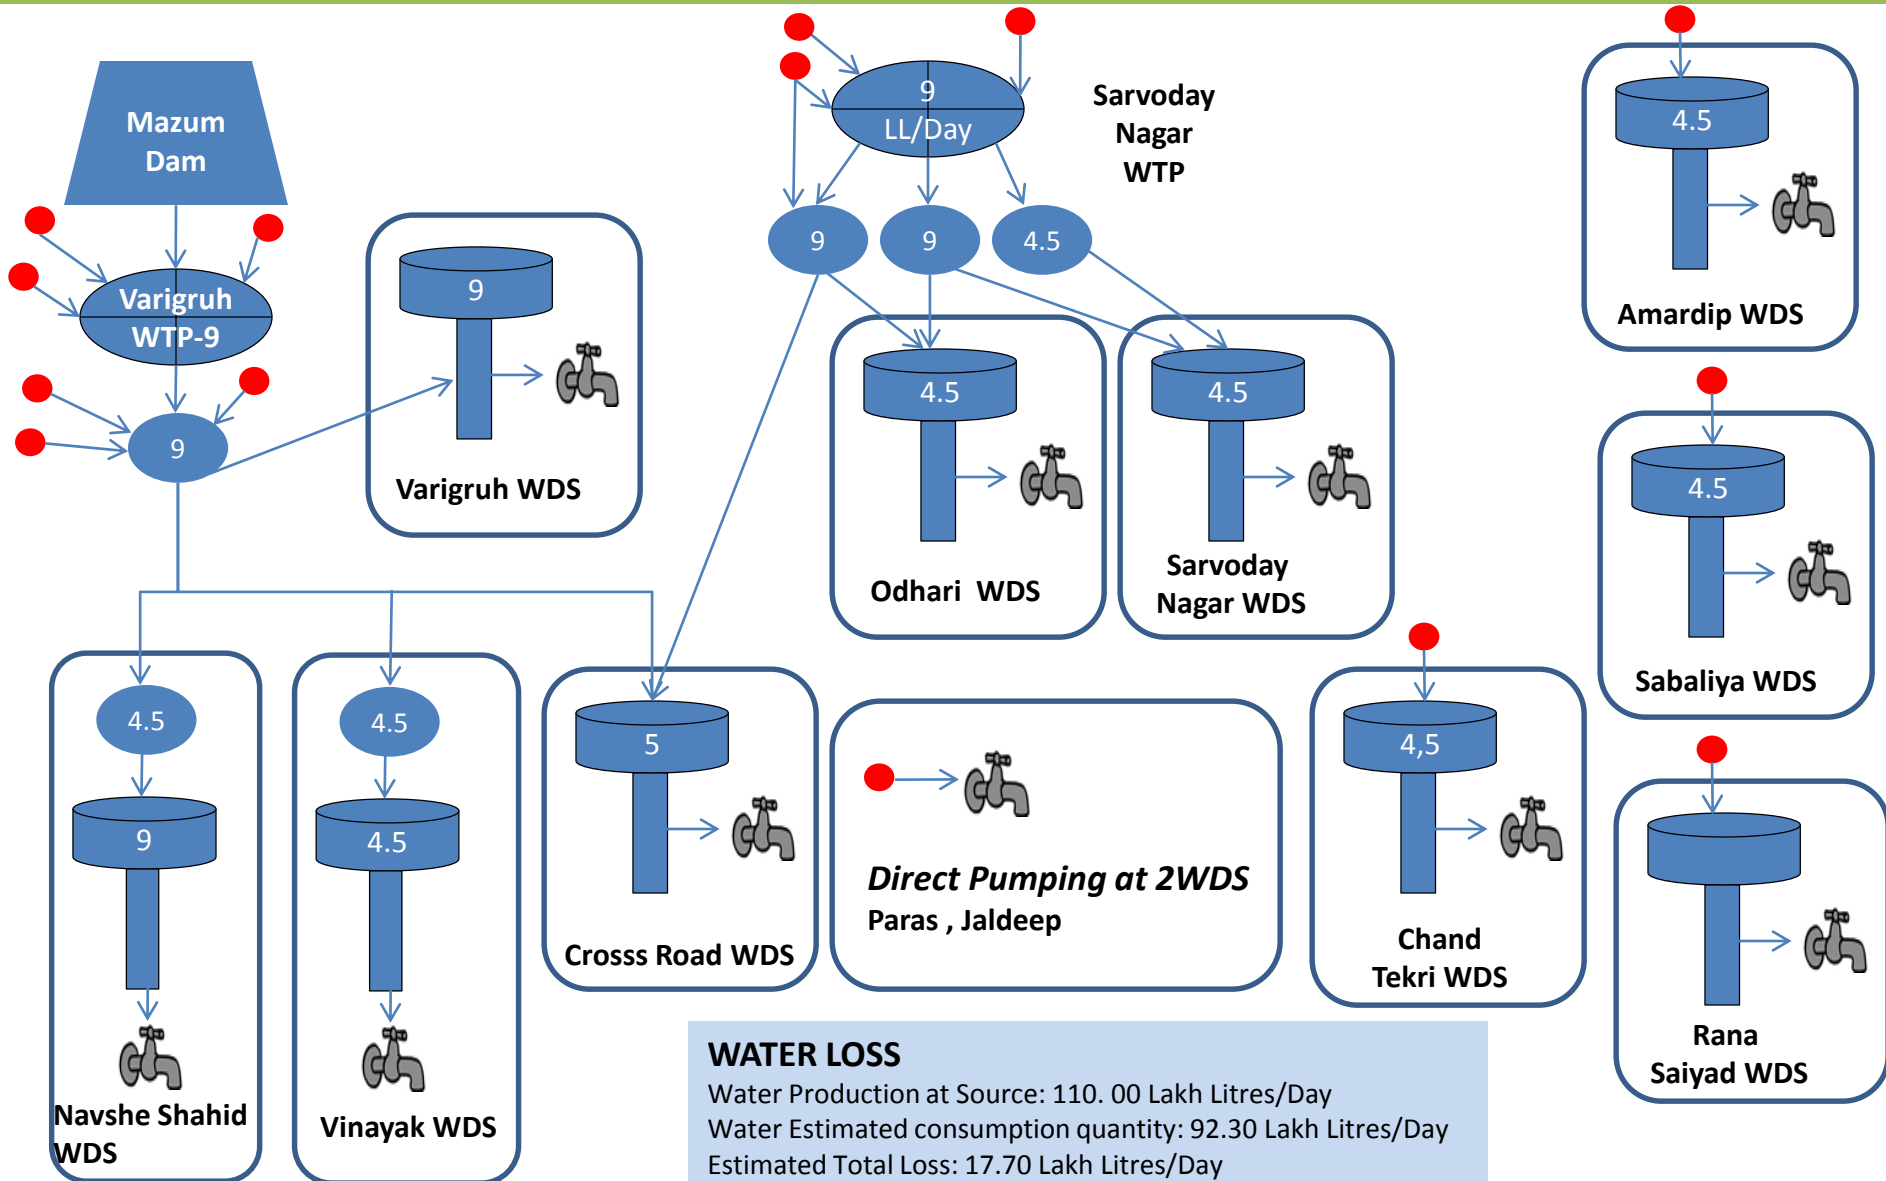 Mazum
Dam
Varigruh
WTP-9
9
9
Varigruh WDS
9
LL/Day
Sarvoday
Nagar
WTP
9
9
4.5
4.5
Odhari  WDS
4.5
Sarvoday
Nagar WDS
4.5
Amardip WDS
4.5
Sabaliya WDS
4.5
9
Navshe Shahid
WDS
4.5
4.5
Vinayak WDS
5
Crosss Road WDS
Direct Pumping at 2WDS
Paras , Jaldeep
4,5
Chand
Tekri WDS
Rana
Saiyad WDS
WATER LOSS
Water Production at Source: 110. 00 Lakh Litres/Day
Water Estimated consumption quantity: 92.30 Lakh Litres/Day
Estimated Total Loss: 17.70 Lakh Litres/Day